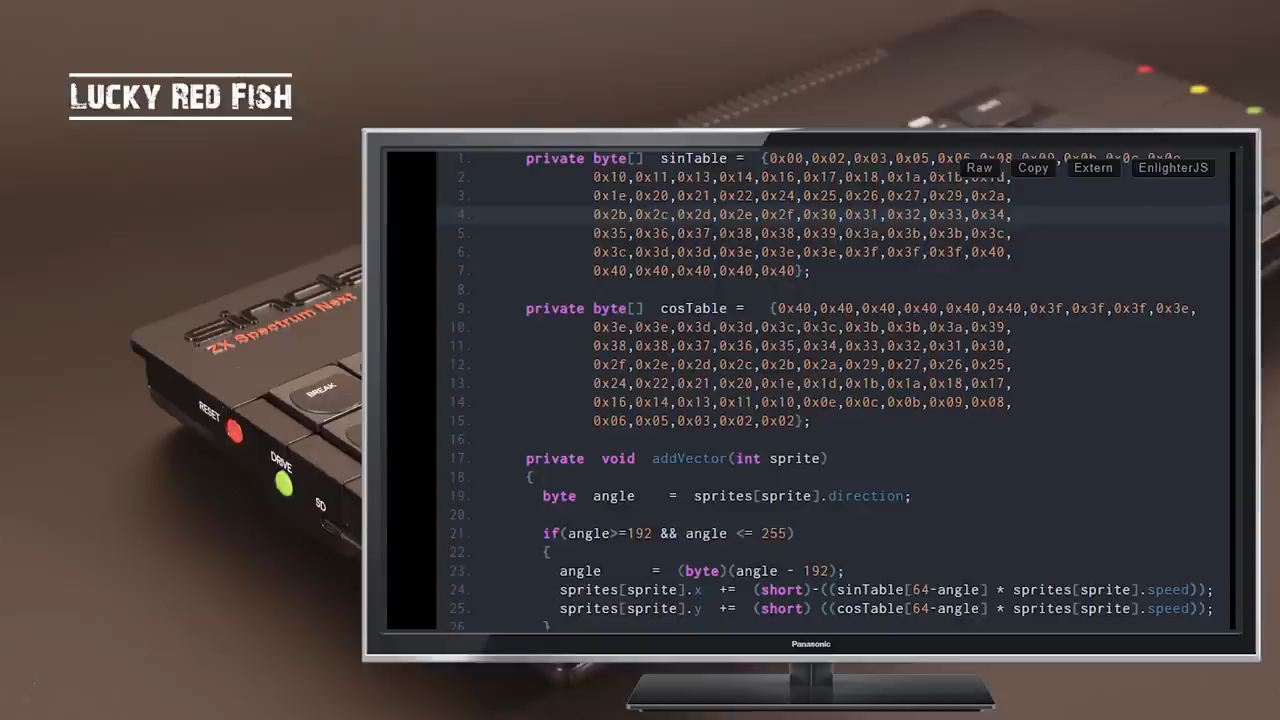 LUCKY RED FISH
Raw Copy Extern EnlighterJS
1. private byte[] sinTable = {0x00,0x02,0x03,0x05,0x06,0x08,0x09,0x0b,0x0c,0x0e,
2. 0x10,0x11,0x13,0x14,0x16,0x17,0x18,0x1a,0x1b,0x1d,
3. 0x1e,0x20,0x21,0x22,0x24,0x25,0x26,0x27,0x29,0x2a,
4. 0x2b,0x2c,0x2d,0x2e,0x2f,0x30,0x31,0x32,0x33,0x34,
5. 0x35,0x36,0x37,0x38,0x38,0x39,0x3a,0x3b,0x3b,0x3c,
6. 0x3c,0x3d,0x3d,0x3e,0x3e,0x3e,0x3f,0x3f,0x3f,0x40,
7. 0x40,0x40,0x40,0x40,0x40};
8.
9. private byte[] cosTable = {0x40,0x40,0x40,0x40,0x40,0x40,0x3f,0x3f,0x3f,0x3e,
10. 0x3e,0x3e,0x3d,0x3d,0x3c,0x3c,0x3b,0x3b,0x3a,0x39,
11. 0x38,0x38,0x37,0x36,0x35,0x34,0x33,0x32,0x31,0x30,
12. 0x2f,0x2e,0x2d,0x2c,0x2b,0x2a,0x29,0x27,0x26,0x25,
13. 0x24,0x22,0x21,0x20,0x1e,0x1d,0x1b,0x1a,0x18,0x17,
14. 0x16,0x14,0x13,0x11,0x10,0x0e,0x0c,0x0b,0x09,0x08,
15. 0x06,0x05,0x03,0x02,0x02};
16.
17. private void addVector(int sprite)
18. {
19. byte angle = sprites[sprite].direction;
20.
21. if(angle>=192 && angle <= 255)
22. {
23. angle = (byte)(angle - 192);
24. sprites[sprite].x += (short)-((sinTable[64-angle] * sprites[sprite].speed));
25. sprites[sprite].y += (short) ((cosTable[64-angle] * sprites[sprite].speed));
26. }
Panasonic
ZX Spectrum Next
BREAK
RESET
DRIVE
SD